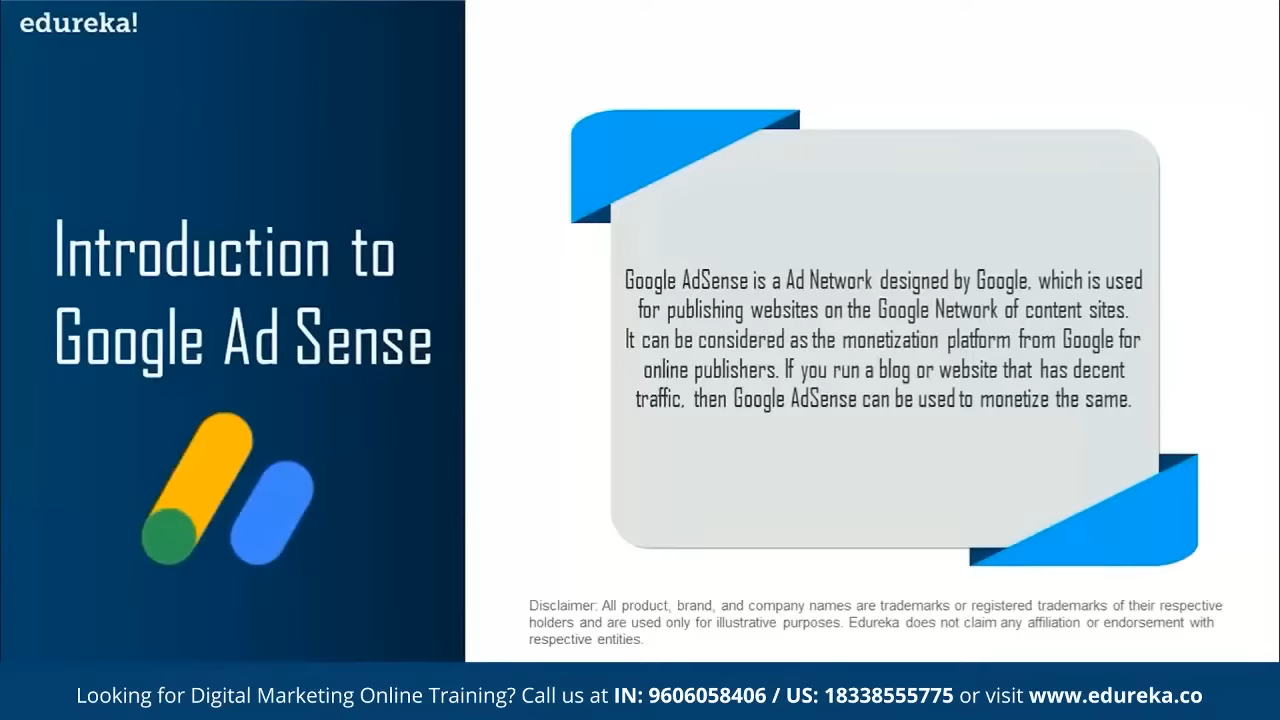 edureka!
Introduction to
Google Ad Sense
Google AdSense is a Ad Network designed by Google, which is used
for publishing websites on the Google Network of content sites.
It can be considered as the monetization platform from Google for
online publishers. If you run a blog or website that has decent
traffic, then Google AdSense can be used to monetize the same.
Disclaimer: All product, brand, and company names are trademarks or registered trademarks of their respective
holders and are used only for illustrative purposes. Edureka does not claim any affiliation or endorsement with
respective entities.
Looking for Digital Marketing Online Training? Call us at IN: 9606058406 / US: 18338555775 or visit www.edureka.co